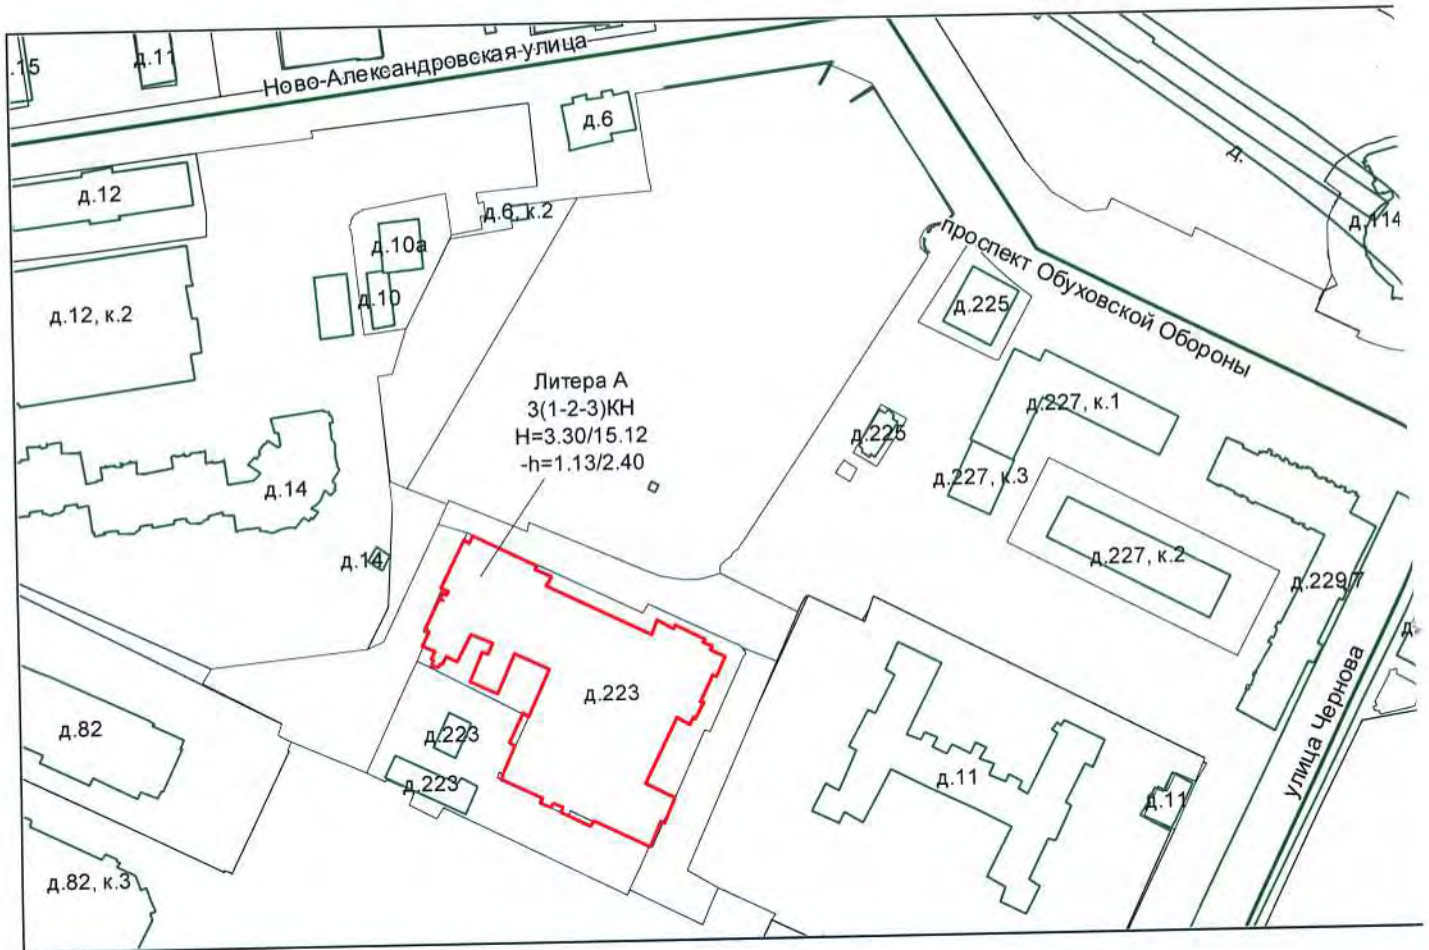 Ново-Александровская улица
.15
д.11
д.6
д.12
д.6, к.2
д.10а
д.10
д.12, к.2
д.
д.114
проспект Обуховской Обороны
д.225
Литера А
3(1-2-3)КН
Н=3.30/15.12
-h=1.13/2.40
д.227, к.1
д.225
д.227, к.3
д.14
д.14
д.227, к.2
д.229/7
д.
улица Чернова
д.223
д.82
д.223
д.223
д.11
д.11
д.82, к.3